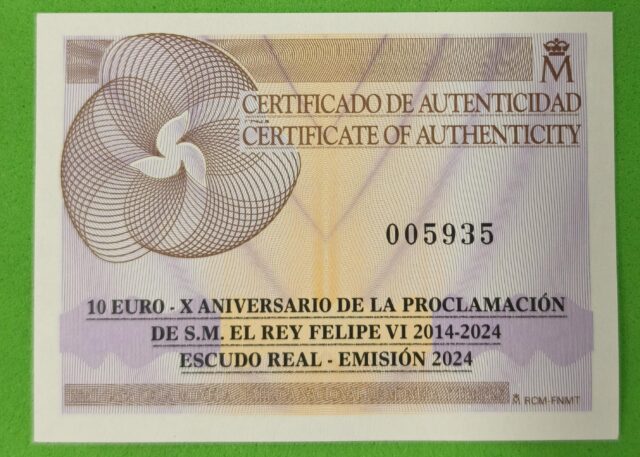 M
CERTIFICADO DE AUTENTICIDAD
CERTIFICATE OF AUTHENTICITY
005935
10 EURO - X ANIVERSARIO DE LA PROCLAMACIÓN
DE S.M. EL REY FELIPE VI 2014-2024
ESCUDO REAL - EMISIÓN 2024
M RCM-FNMT